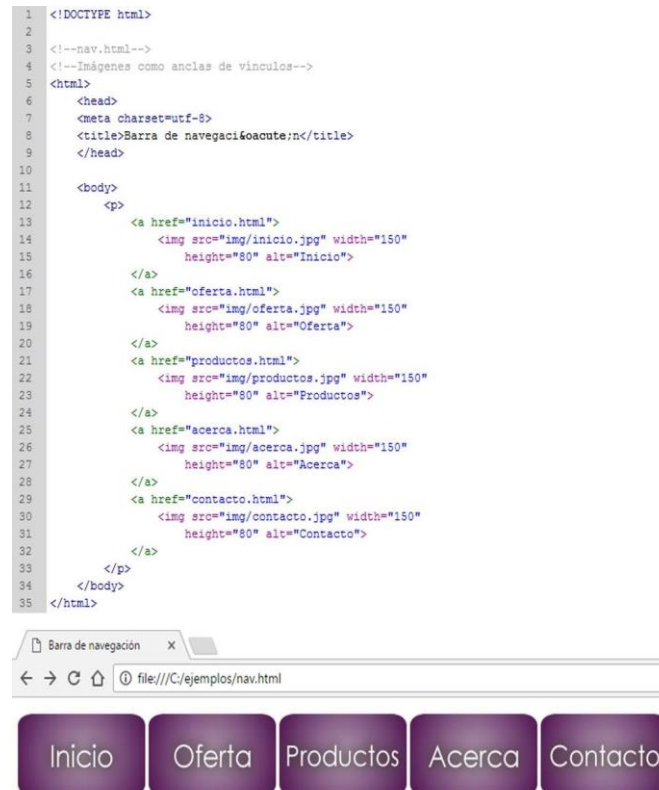 1 <!DOCTYPE html>
2
3 <!--nav.html-->
4 <!--Imágenes como anclas de vínculos-->
5 <html>
6 <head>
7 <meta charset=utf-8>
8 <title>Barra de navegaci&oacute;n</title>
9 </head>
10
11 <body>
12 <p>
13 <a href="inicio.html">
14 <img src="img/inicio.jpg" width="150"
15 height="80" alt="Inicio">
16 </a>
17 <a href="oferta.html">
18 <img src="img/oferta.jpg" width="150"
19 height="80" alt="Oferta">
20 </a>
21 <a href="productos.html">
22 <img src="img/productos.jpg" width="150"
23 height="80" alt="Productos">
24 </a>
25 <a href="acerca.html">
26 <img src="img/acerca.jpg" width="150"
27 height="80" alt="Acerca">
28 </a>
29 <a href="contacto.html">
30 <img src="img/contacto.jpg" width="150"
31 height="80" alt="Contacto">
32 </a>
33 </p>
34 </body>
35 </html>
Barra de navegación
file:///C:/ejemplos/nav.html
Inicio Oferta Productos Acerca Contacto